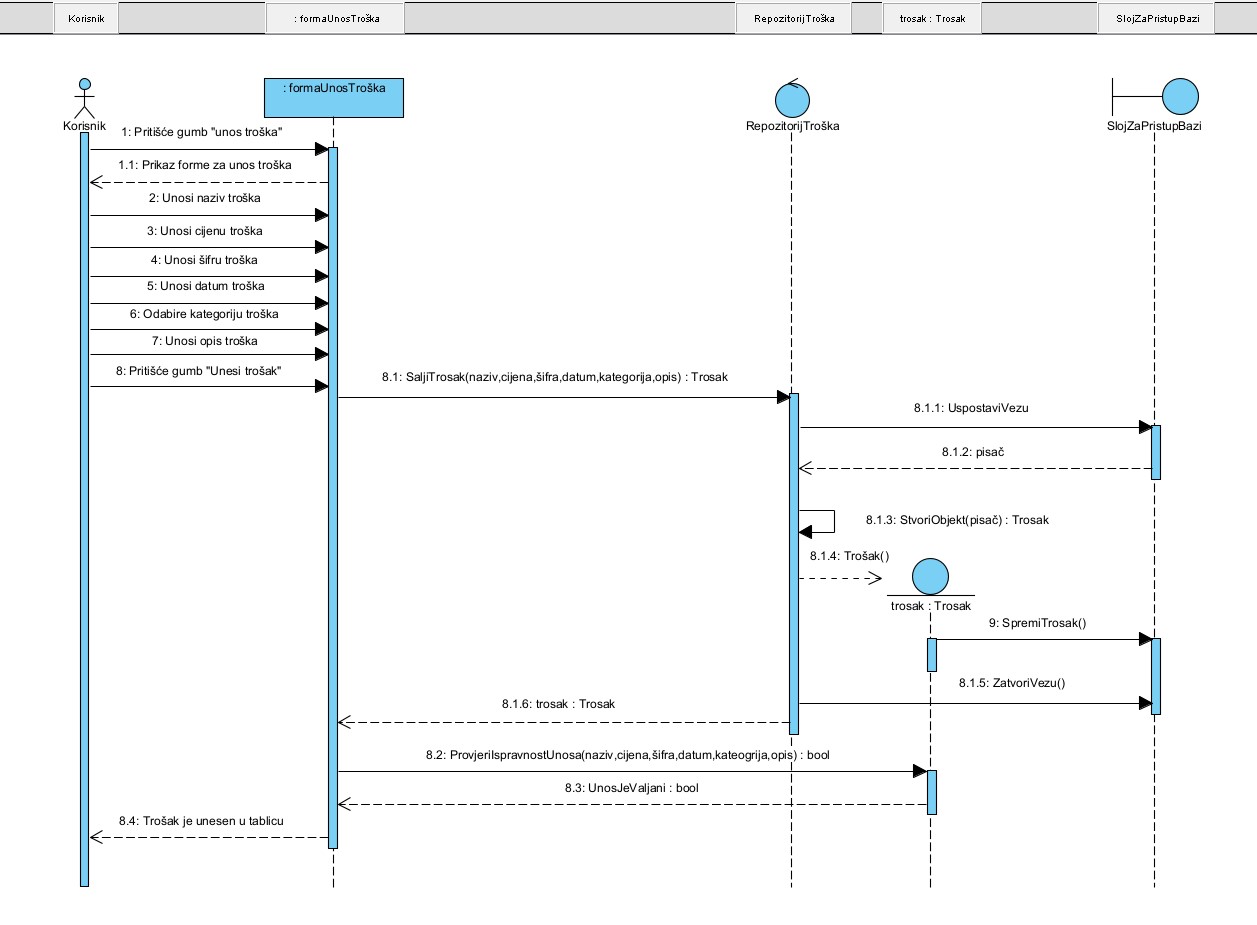 Korisnik
: formaUnosTroška
RepozitorijTroška
trosak : Trosak
SlojZaPristupBazi
: formaUnosTroška
Korisnik
RepozitorijTroška
SlojZaPristupBazi
1: Pritišće gumb "unos troška"
1.1: Prikaz forme za unos troška
2: Unosi naziv troška
3: Unosi cijenu troška
4: Unosi šifru troška
5: Unosi datum troška
6: Odabire kategoriju troška
7: Unosi opis troška
8: Pritišće gumb "Unesi trošak"
8.1: SaljiTrosak(naziv,cijena,šifra,datum,kategorija,opis) : Trosak
8.1.1: UspostaviVezu
8.1.2: pisač
8.1.3: StvoriObjekt(pisač) : Trosak
8.1.4: Trošak()
trosak : Trosak
9: SpremiTrosak()
8.1.5: ZatvoriVezu()
8.1.6: trosak : Trosak
8.2: ProvjeriIspravnostUnosa(naziv,cijena,šifra,datum,kateogrija,opis) : bool
8.3: UnosJeValjani : bool
8.4: Trošak je unesen u tablicu